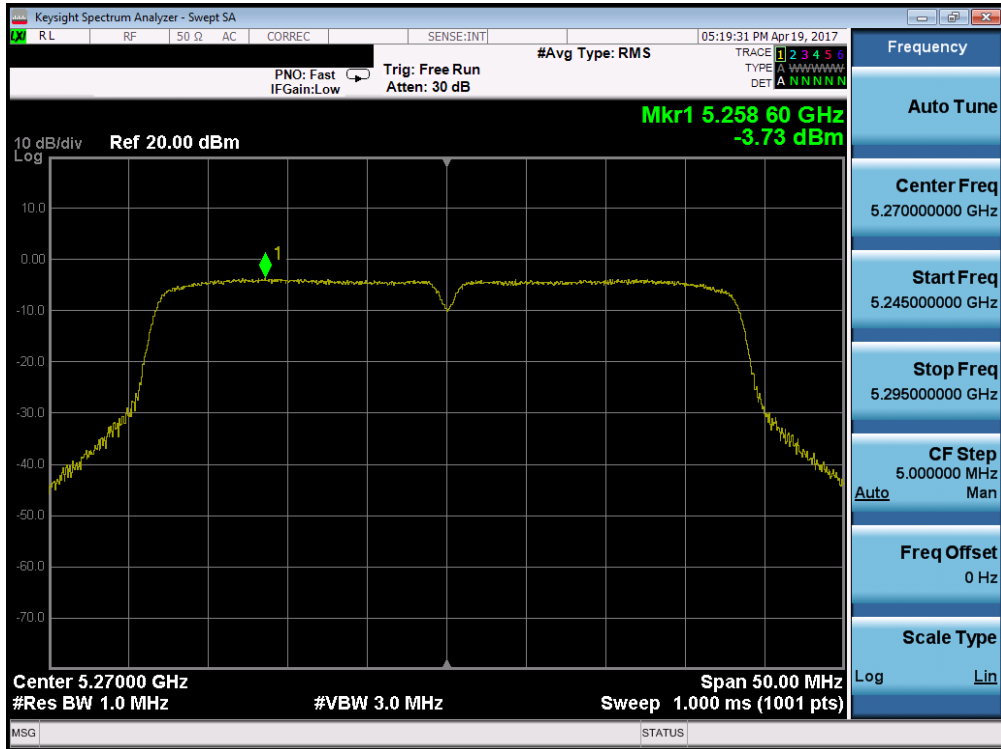 Keysight Spectrum Analyzer - Swept SA
LXI RL RF 50 Ω AC CORREC SENSE:INT 05:19:31 PM Apr 19, 2017
PNO: Fast
IFGain:Low
Trig: Free Run
Atten: 30 dB
#Avg Type: RMS
TRACE 1 2 3 4 5 6
TYPE A WWWWW
DET A N N N N N
Mkr1 5.258 60 GHz
-3.73 dBm
10 dB/div Ref 20.00 dBm
Log
10.0
1
0.00
-10.0
-20.0
-30.0
-40.0
-50.0
-60.0
-70.0
Center 5.27000 GHz Span 50.00 MHz
#Res BW 1.0 MHz #VBW 3.0 MHz Sweep 1.000 ms (1001 pts)
MSG STATUS
Frequency
Auto Tune
Center Freq
5.270000000 GHz
Start Freq
5.245000000 GHz
Stop Freq
5.295000000 GHz
CF Step
5.000000 MHz
Auto Man
Freq Offset
0 Hz
Scale Type
Log Lin